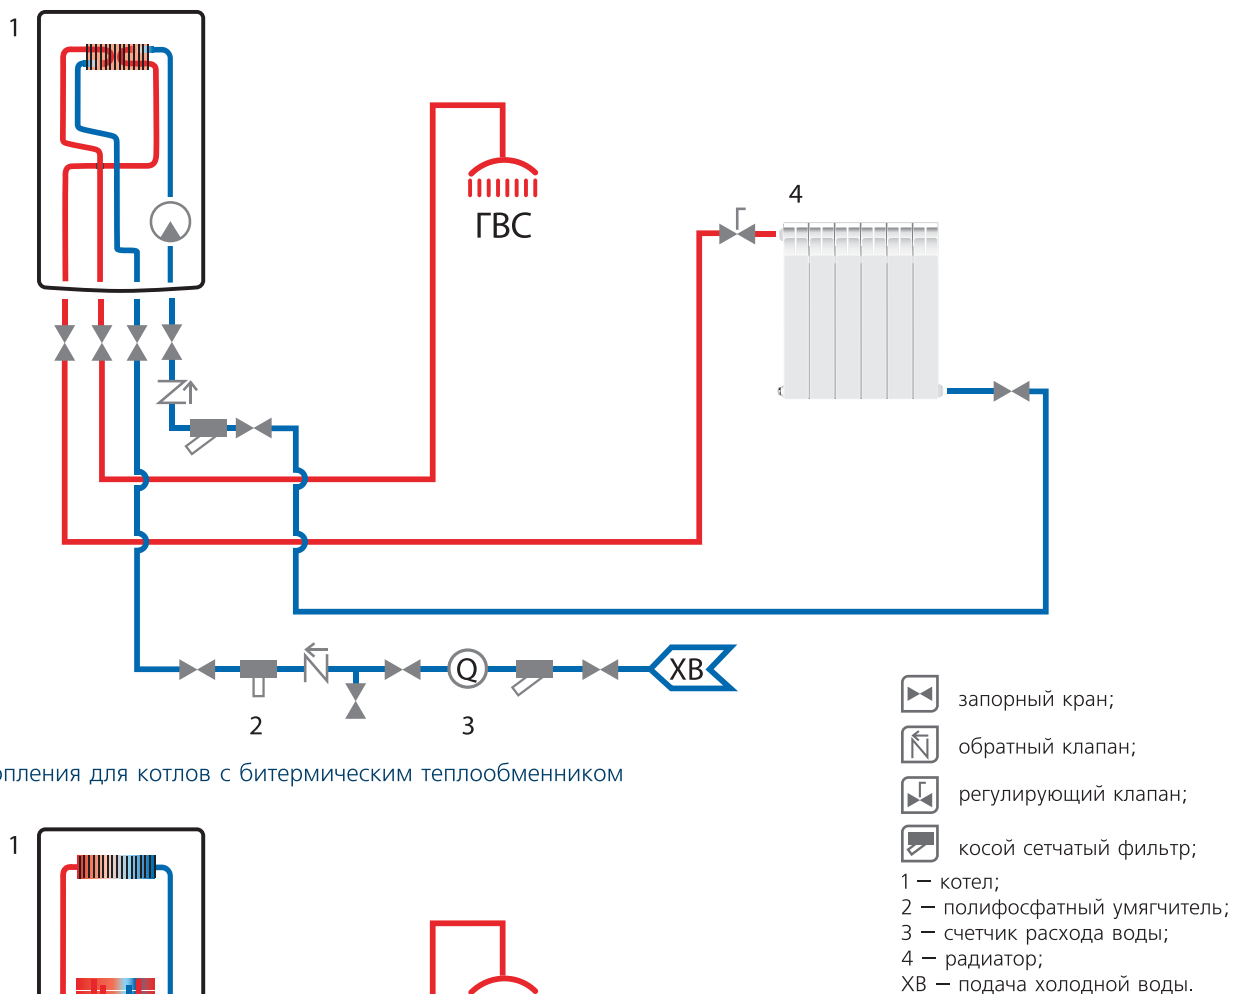 1
ГВС
4
ХВ
Q
2
3
запорный кран;
обратный клапан;
регулирующий клапан;
косой сетчатый фильтр;
1 — котел;
2 — полифосфатный умягчитель;
3 — счетчик расхода воды;
4 — радиатор;
ХВ — подача холодной воды.
для котлов с битермическим теплообменником
1